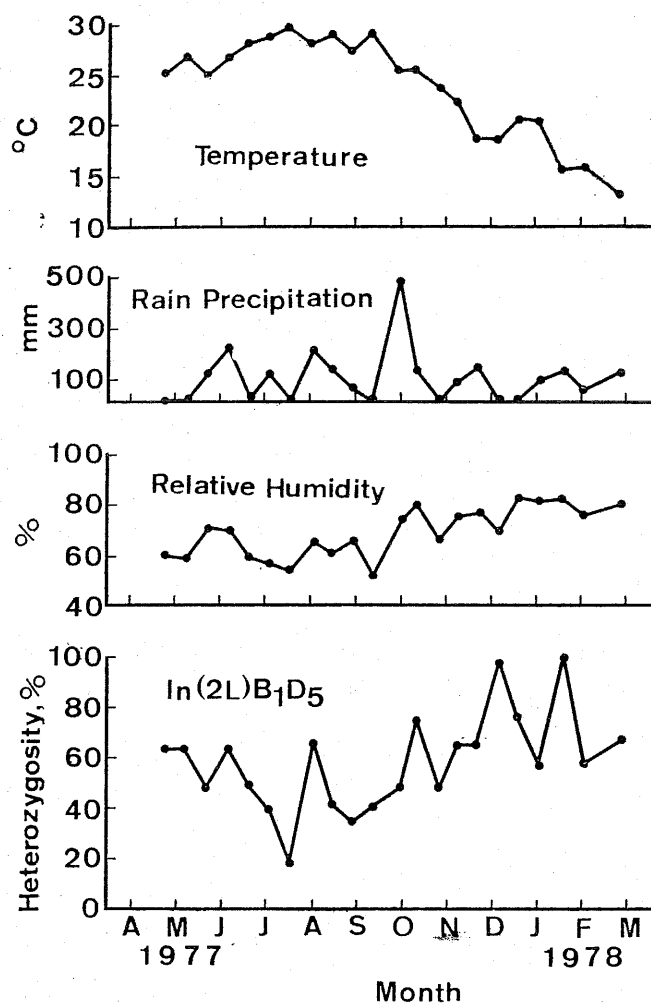 30
25
20
15
10
°C
Temperature
500
300
100
mm
Rain Precipitation
100
80
60
40
%
Relative Humidity
100
80
60
40
20
0
Heterozygosity, %
In(2L)B₁D₅
A M J J A S O N D J F M
1977 1978
Month